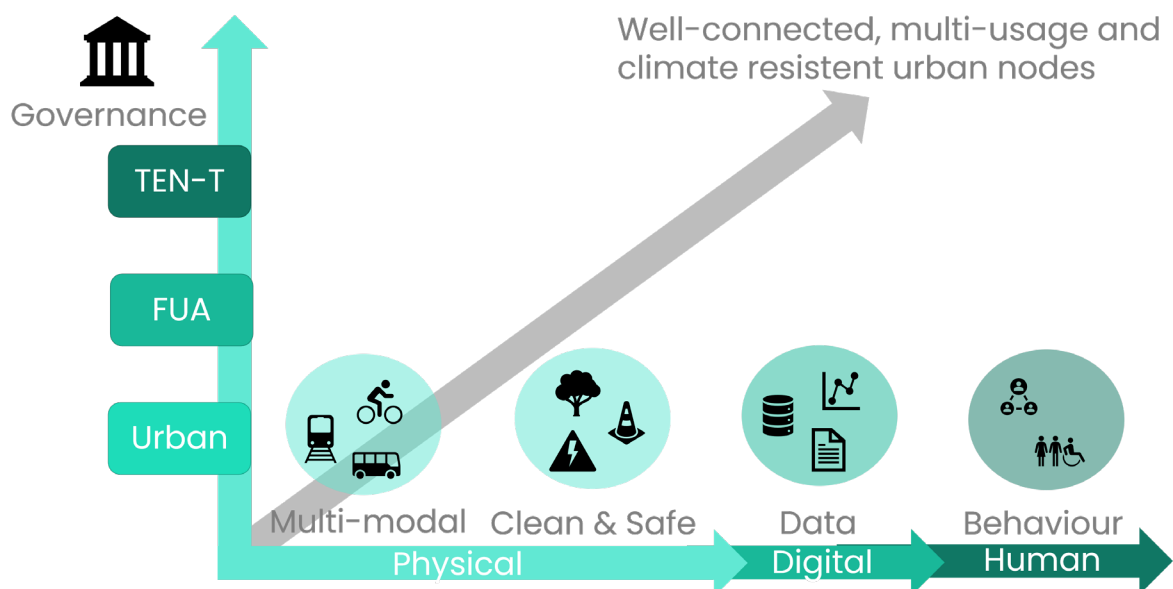 Well-connected, multi-usage and
climate resistent urban nodes
Governance
TEN-T
FUA
Urban
Multi-modal
Clean & Safe
Data
Behaviour
Physical
Digital
Human